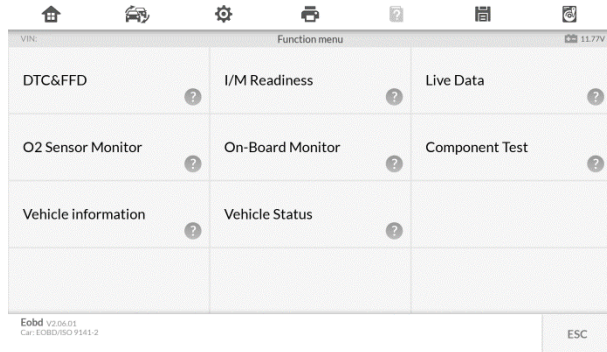 VIN:
Function menu
11.77V
DTC&FFD
I/M Readiness
Live Data
O2 Sensor Monitor
On-Board Monitor
Component Test
Vehicle information
Vehicle Status
Eobd V2.06.01
Car: EOBD/ISO 9141-2
ESC